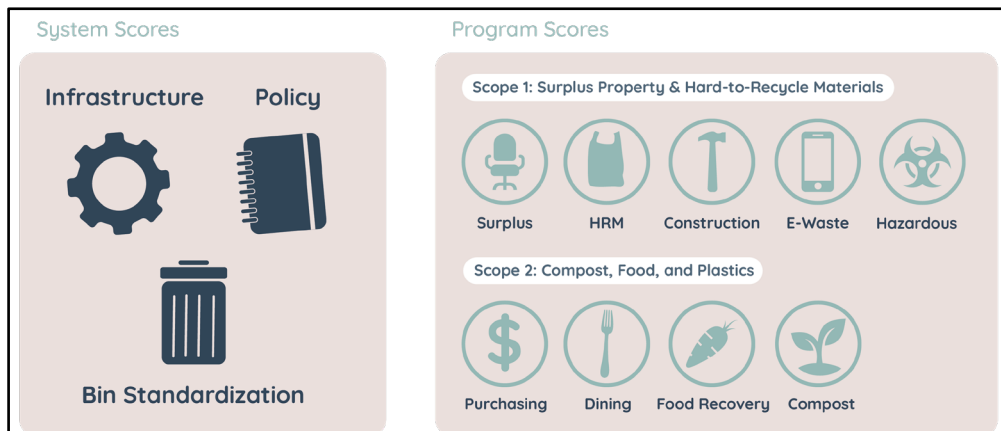 System Scores
Infrastructure
Policy
Bin Standardization
Program Scores
Scope 1: Surplus Property & Hard-to-Recycle Materials
Surplus
HRM
Construction
E-Waste
Hazardous
Scope 2: Compost, Food, and Plastics
Purchasing
Dining
Food Recovery
Compost